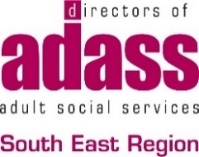 directors of
adass
adult social services
South East Region